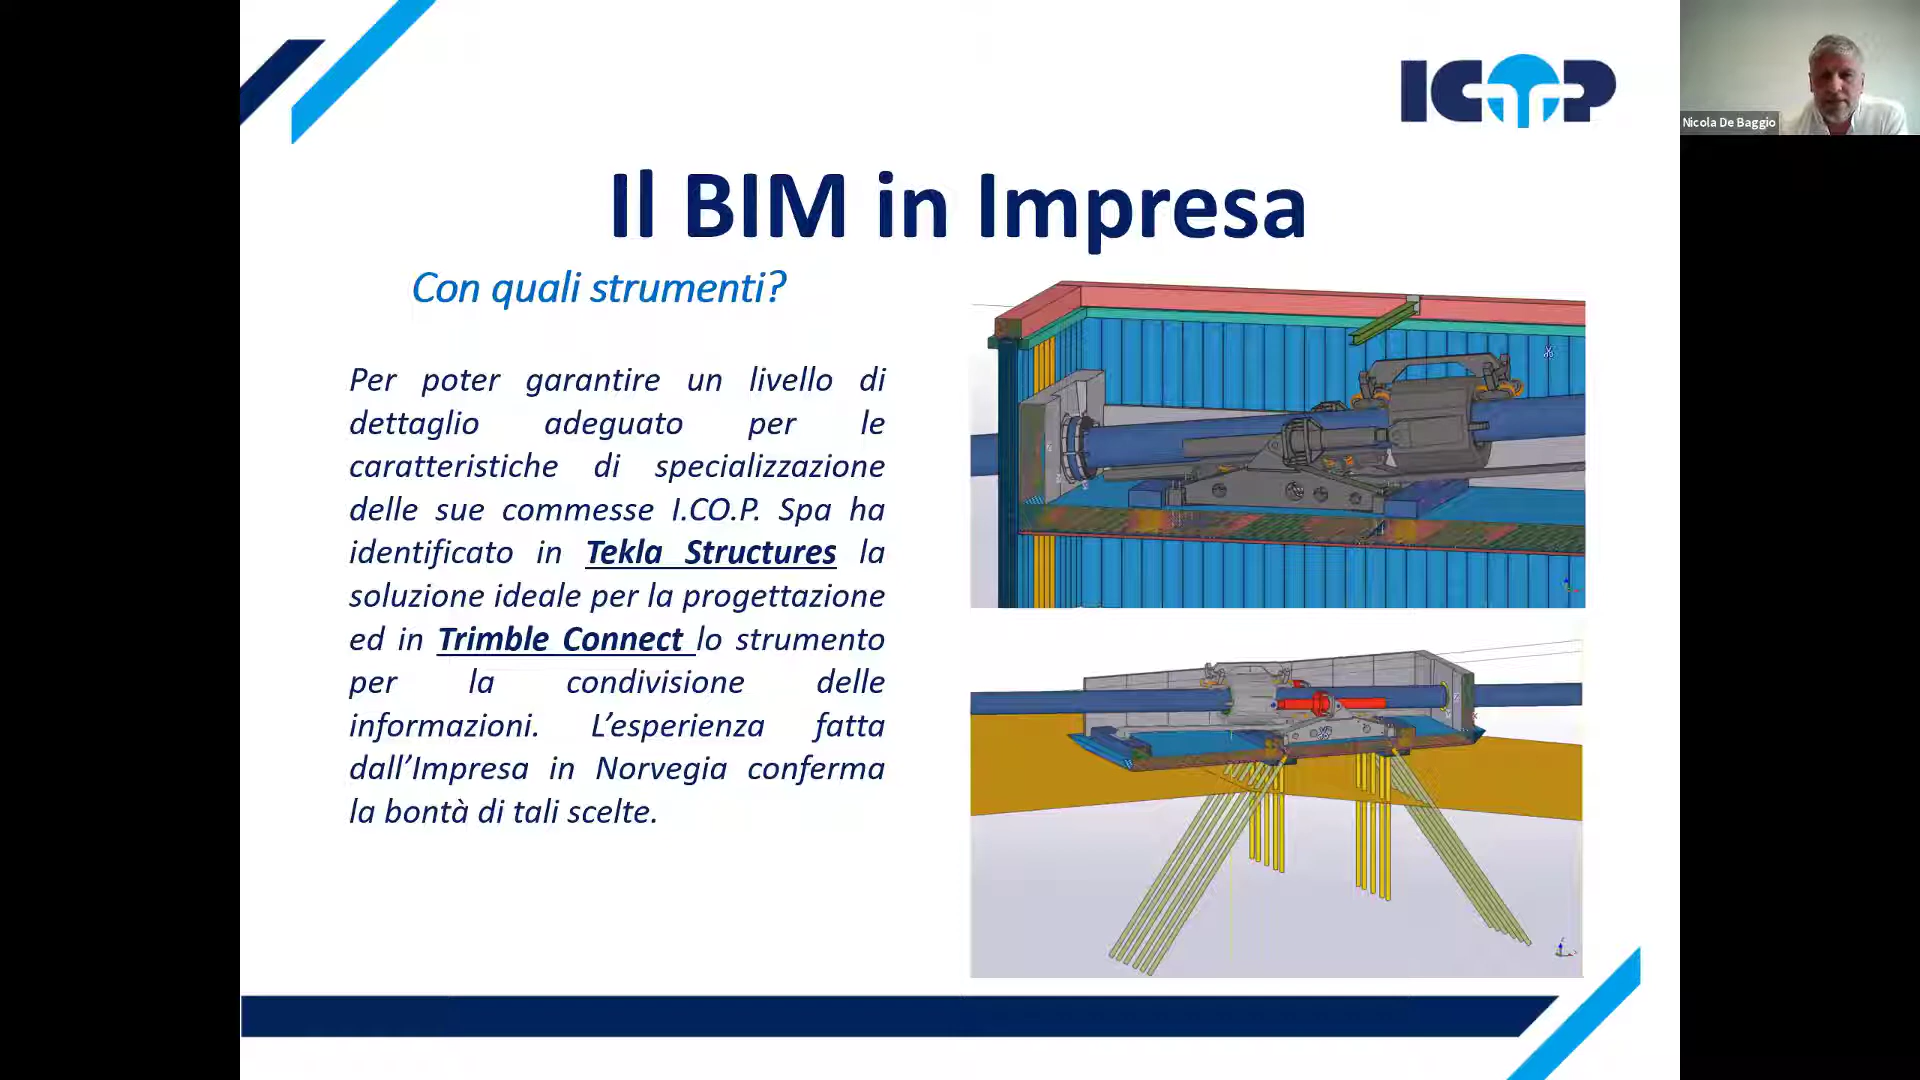 ICOP
Nicola De Baggio
Il BIM in Impresa
Con quali strumenti?
Per poter garantire un livello di
dettaglio adeguato per le
caratteristiche di specializzazione
delle sue commesse I.CO.P. Spa ha
identificato in Tekla Structures la
soluzione ideale per la progettazione
ed in Trimble Connect lo strumento
per la condivisione delle
informazioni. L’esperienza fatta
dall’Impresa in Norvegia conferma
la bontà di tali scelte.